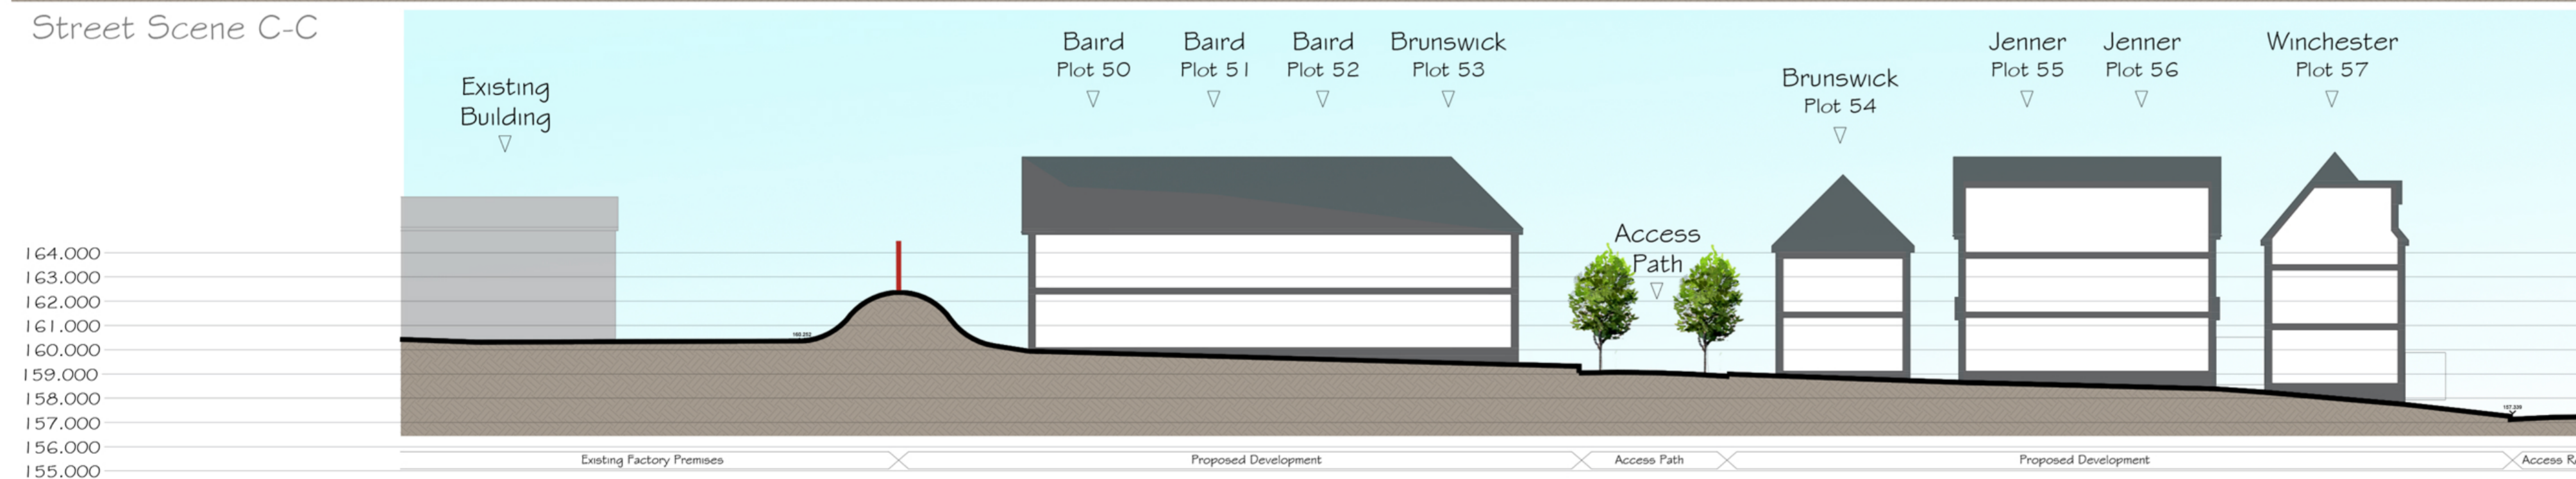 Street Scene C-C
Existing
Building
Baird
Plot 50
Baird
Plot 51
Baird
Plot 52
Brunswick
Plot 53
Access
Path
Brunswick
Plot 54
Jenner
Plot 55
Jenner
Plot 56
Winchester
Plot 57
164.000
163.000
162.000
161.000
160.000
159.000
158.000
157.000
156.000
155.000
Existing Factory Premises
Proposed Development
Access Path
Proposed Development
Access